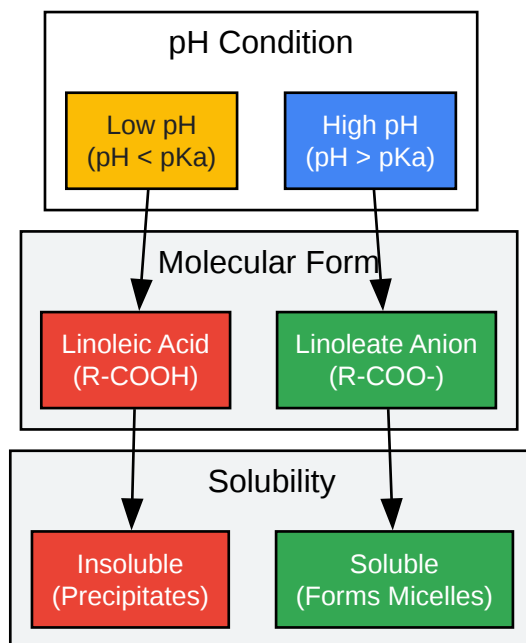 pH Condition
Low pH
(pH < pKa)
High pH
(pH > pKa)
Molecular Form
Linoleic Acid
(R-COOH)
Linoleate Anion
(R-COO-)
Solubility
Insoluble
(Precipitates)
Soluble
(Forms Micelles)